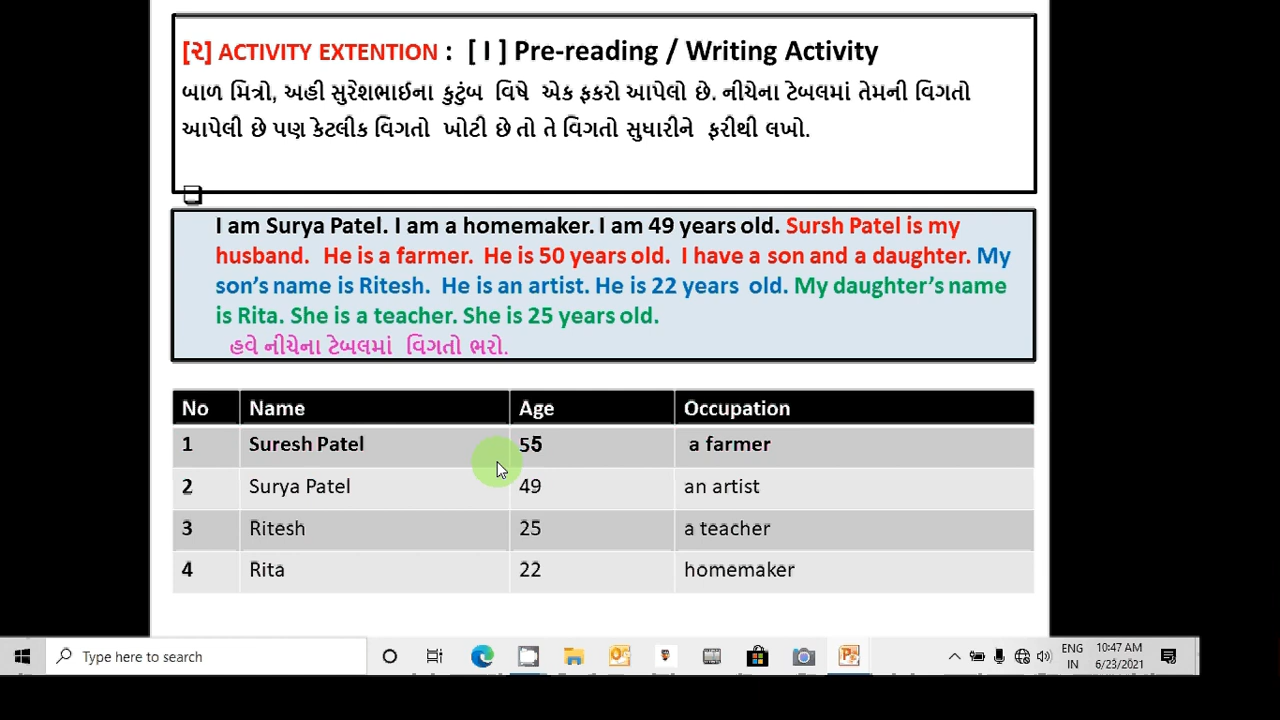 [૨] ACTIVITY EXTENTION : [ I ] Pre-reading / Writing Activity
બાળ મિત્રો, અહી સુરેશભાઈના કુટુંબ વિષે એક ફકરો આપેલો છે. નીચેના ટેબલમાં તેમની વિગતો
આપેલી છે પણ કેટલીક વિગતો ખોટી છે તો તે વિગતો સુધારીને ફરીથી લખો.
I am Surya Patel. I am a homemaker. I am 49 years old. Sursh Patel is my
husband. He is a farmer. He is 50 years old. I have a son and a daughter. My
son's name is Ritesh. He is an artist. He is 22 years old. My daughter's name
is Rita. She is a teacher. She is 25 years old.
હવે નીચેના ટેબલમાં વિગતો ભરો.
No Name Age Occupation
1 Suresh Patel 55 a farmer
2 Surya Patel 49 an artist
3 Ritesh 25 a teacher
4 Rita 22 homemaker
Type here to search
ENG 10:47 AM
IN 6/23/2021